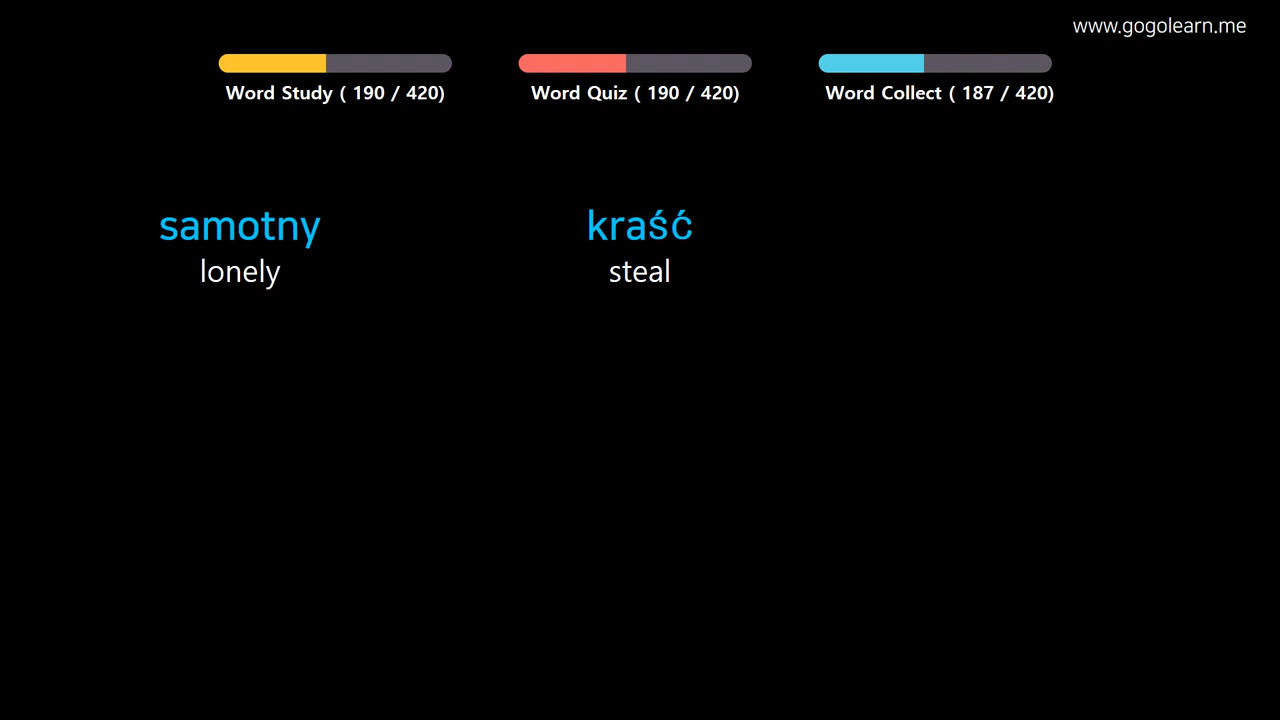 www.gogolearn.me
Word Study ( 190 / 420)
Word Quiz ( 190 / 420)
Word Collect ( 187 / 420)
samotny
lonely
kraść
steal